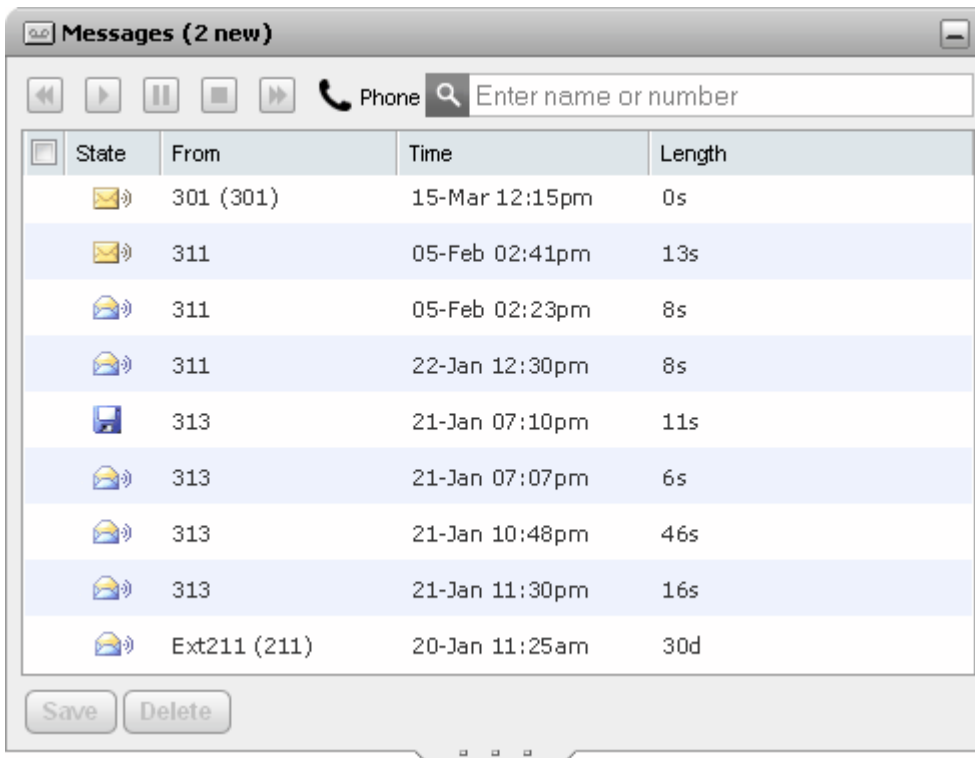 Messages (2 new)
Phone Enter name or number
State From Time Length
301 (301) 15-Mar 12:15pm 0s
311 05-Feb 02:41pm 13s
311 05-Feb 02:23pm 8s
311 22-Jan 12:30pm 8s
313 21-Jan 07:10pm 11s
313 21-Jan 07:07pm 6s
313 21-Jan 10:48pm 46s
313 21-Jan 11:30pm 16s
Ext211 (211) 20-Jan 11:25am 30d
Save Delete